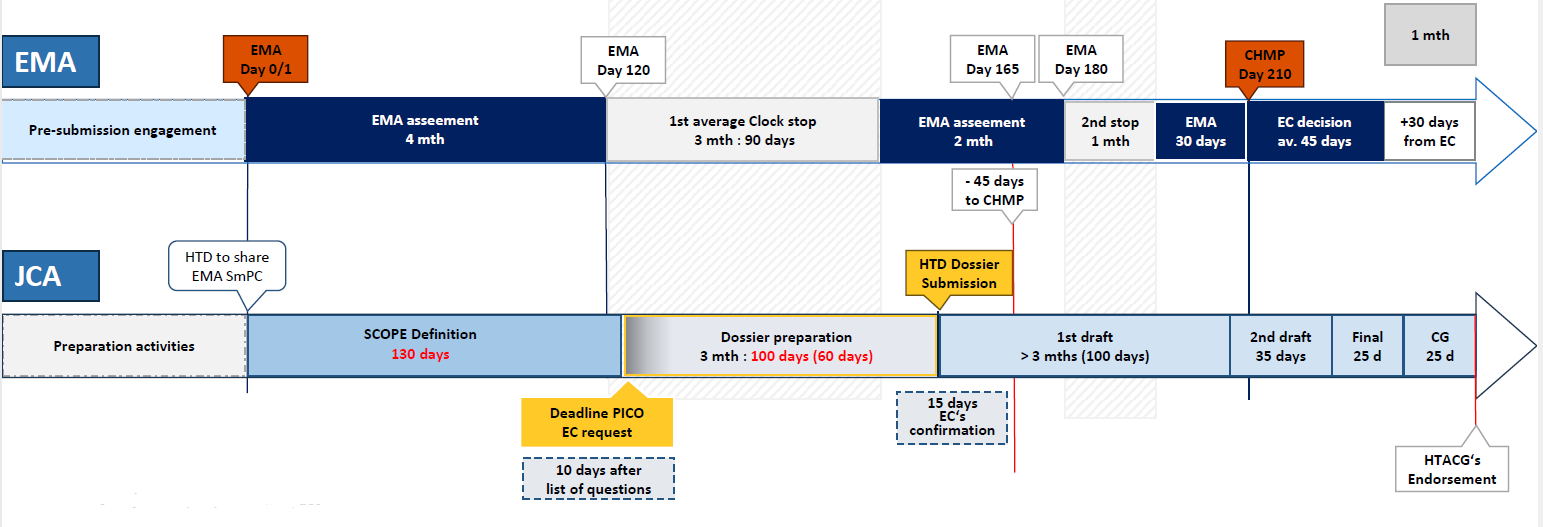 EMA
EMA
Day 0/1
EMA
Day 120
EMA
Day 165
EMA
Day 180
CHMP
Day 210
1 mth
Pre-submission engagement
EMA asseement
4 mth
1st average Clock stop
3 mth : 90 days
EMA asseement
2 mth
2nd stop
1 mth
EMA
30 days
EC decision
av. 45 days
+30 days
from EC
- 45 days
to CHMP
JCA
HTD to share
EMA SmPC
HTD Dossier
Submission
Preparation activities
SCOPE Definition
130 days
Dossier preparation
3 mth : 100 days (60 days)
1st draft
> 3 mths (100 days)
2nd draft
35 days
Final
25 d
CG
25 d
Deadline PICO
EC request
10 days after
list of questions
15 days
EC‘s
confirmation
HTACG‘s
Endorsement